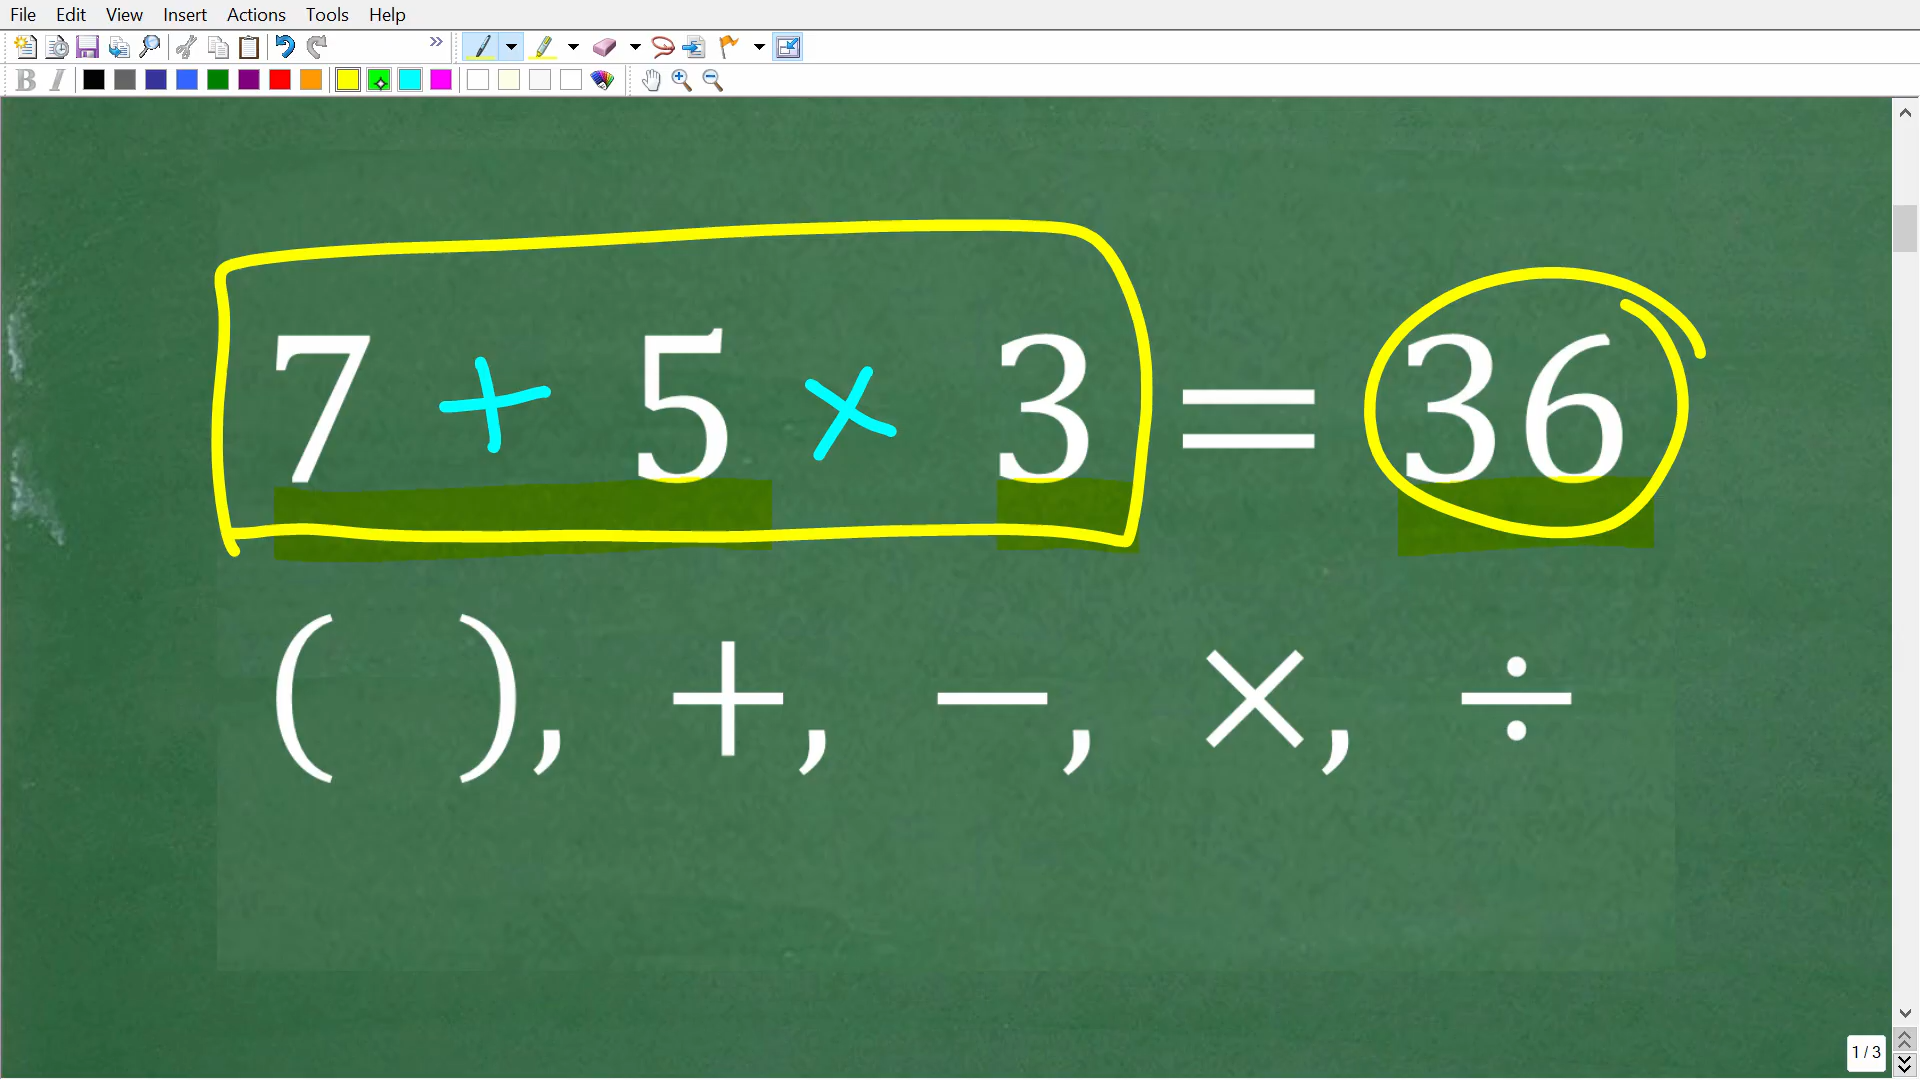 File Edit View Insert Actions Tools Help
B I
7 + 5 × 3 = 36
( ), +, −, ×, ÷
1 / 3